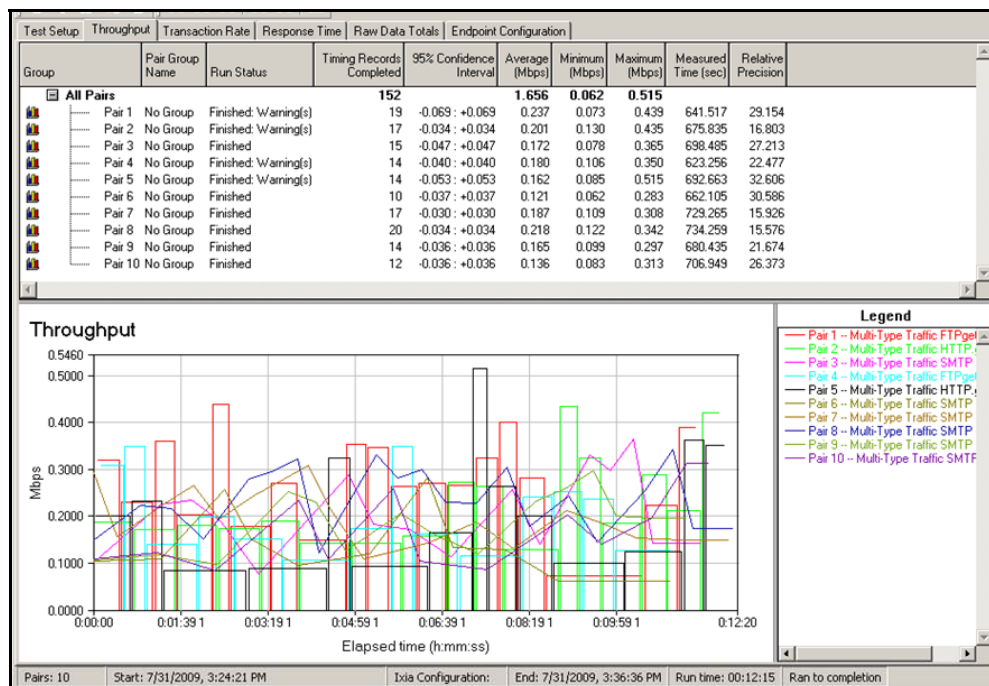 Test Setup Throughput Transaction Rate Response Time Raw Data Totals Endpoint Configuration
Group Pair Group Name Run Status Timing Records Completed 95% Confidence Interval Average (Mbps) Minimum (Mbps) Maximum (Mbps) Measured Time (sec) Relative Precision
All Pairs 152 1.656 0.062 0.515
Pair 1 No Group Finished: Warning(s) 19 -0.069 : +0.069 0.237 0.073 0.439 641.517 29.154
Pair 2 No Group Finished: Warning(s) 17 -0.034 : +0.034 0.201 0.130 0.435 675.835 16.803
Pair 3 No Group Finished 15 -0.047 : +0.047 0.172 0.078 0.365 698.485 27.213
Pair 4 No Group Finished: Warning(s) 14 -0.040 : +0.040 0.180 0.106 0.350 623.256 22.477
Pair 5 No Group Finished: Warning(s) 14 -0.053 : +0.053 0.162 0.085 0.515 692.663 32.606
Pair 6 No Group Finished 10 -0.037 : +0.037 0.121 0.062 0.283 662.105 30.586
Pair 7 No Group Finished 17 -0.030 : +0.030 0.187 0.109 0.308 729.265 15.926
Pair 8 No Group Finished 20 -0.034 : +0.034 0.218 0.122 0.342 734.259 15.576
Pair 9 No Group Finished 14 -0.036 : +0.036 0.165 0.099 0.297 680.435 21.674
Pair 10 No Group Finished 12 -0.036 : +0.036 0.136 0.083 0.313 706.949 26.373
Throughput
0.5460
0.5000
0.4000
0.3000
0.2000
0.1000
0.0000
Mbps
0:00:00 0:01:39 1 0:03:19 1 0:04:59 1 0:06:39 1 0:08:19 1 0:09:59 1 0:12:20
Elapsed time (h:mm:ss)
Legend
Pair 1 -- Multi-Type Traffic FTPget
Pair 2 -- Multi-Type Traffic HTTP.
Pair 3 -- Multi-Type Traffic SMTP
Pair 4 -- Multi-Type Traffic FTPget
Pair 5 -- Multi-Type Traffic HTTP.
Pair 6 -- Multi-Type Traffic SMTP
Pair 7 -- Multi-Type Traffic SMTP
Pair 8 -- Multi-Type Traffic SMTP
Pair 9 -- Multi-Type Traffic SMTP
Pair 10 -- Multi-Type Traffic SMTF
Pairs: 10 Start: 7/31/2009, 3:24:21 PM Ixia Configuration: End: 7/31/2009, 3:36:36 PM Run time: 00:12:15 Ran to completion